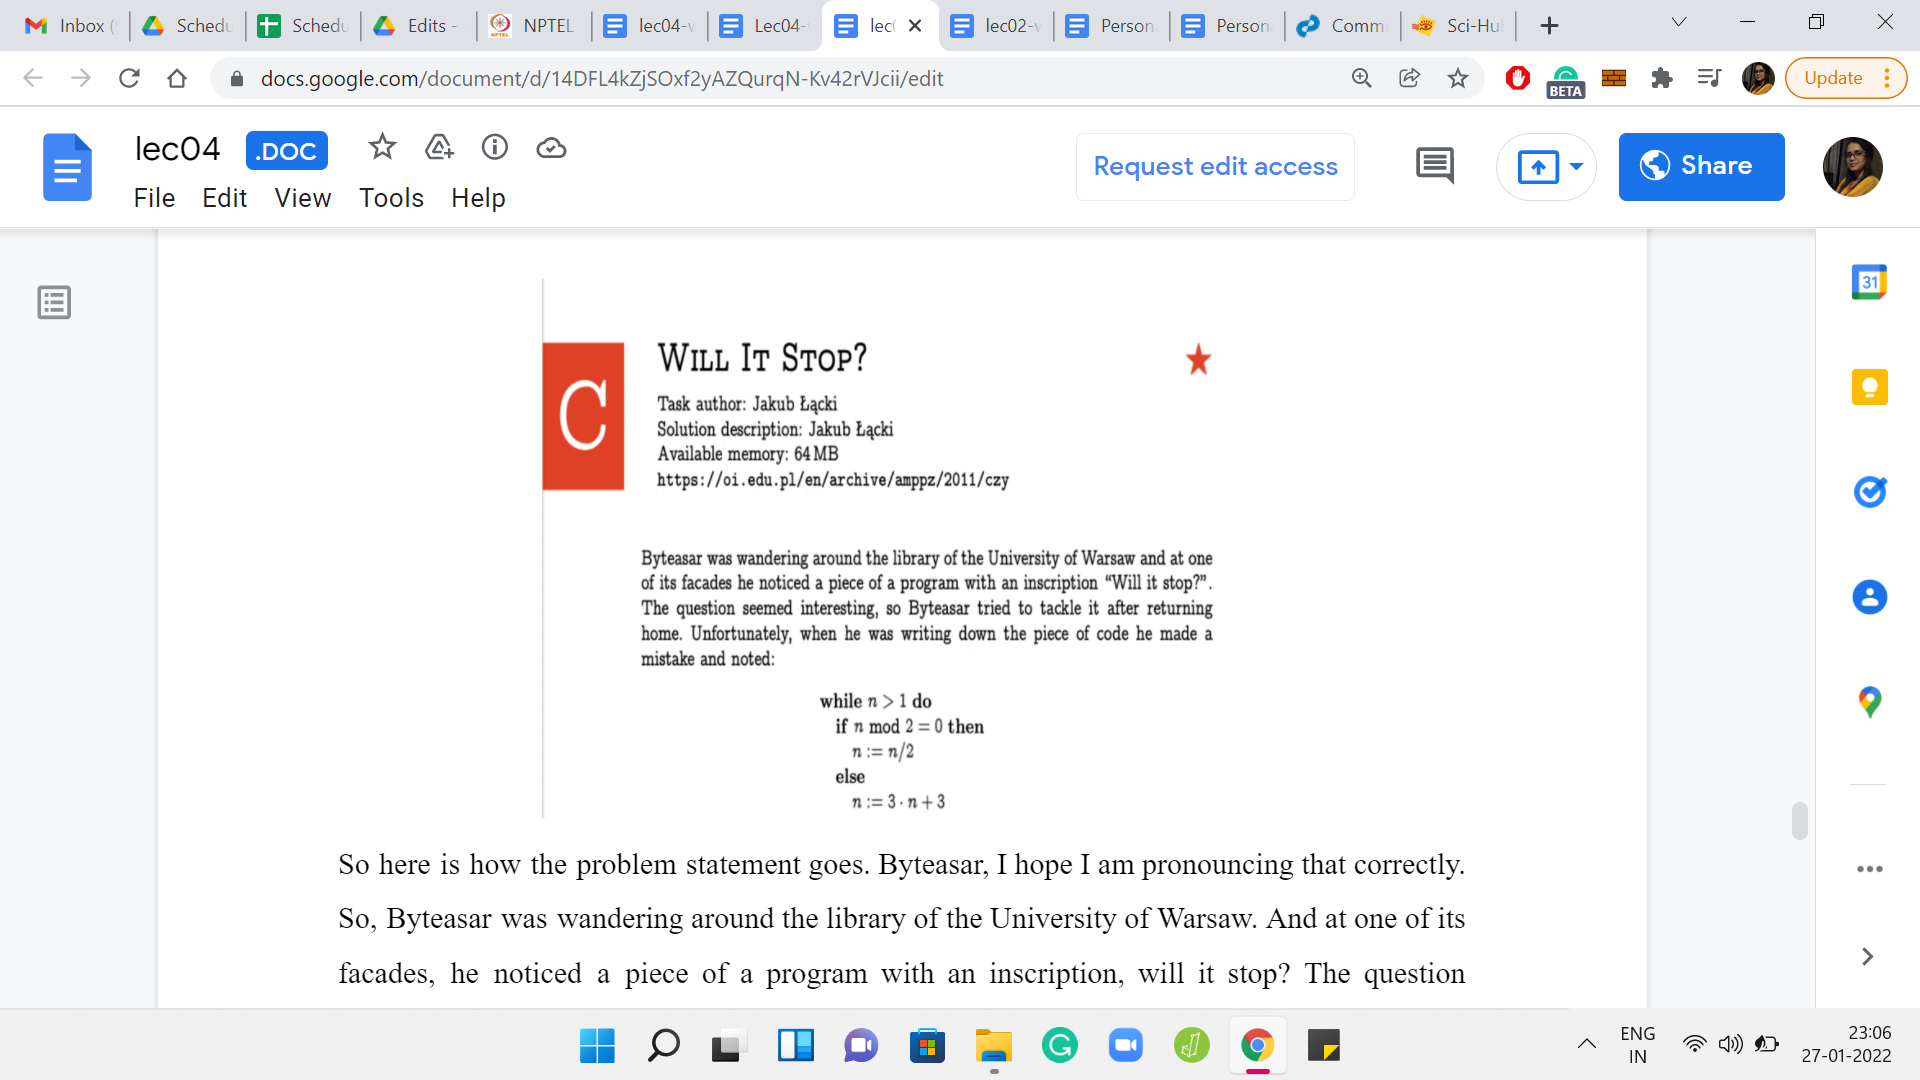 Inbox (
Schedu
Schedu
Edits -
NPTEL
lec04-v
Lec04-
lec
lec02-v
Person
Person
Comm
Sci-Hu
docs.google.com/document/d/14DFL4kZjSOxf2yAZQurqN-Kv42rVJcii/edit
BETA
Update
lec04 .DOC
Request edit access
Share
File Edit View Tools Help
31
C
WILL IT STOP?
Task author: Jakub Łącki
Solution description: Jakub Łącki
Available memory: 64 MB
https://oi.edu.pl/en/archive/amppz/2011/czy
Byteasar was wandering around the library of the University of Warsaw and at one
of its facades he noticed a piece of a program with an inscription “Will it stop?”.
The question seemed interesting, so Byteasar tried to tackle it after returning
home. Unfortunately, when he was writing down the piece of code he made a
mistake and noted:
while n > 1 do
if n mod 2 = 0 then
n := n/2
else
n := 3 · n + 3
So here is how the problem statement goes. Byteasar, I hope I am pronouncing that correctly.
So, Byteasar was wandering around the library of the University of Warsaw. And at one of its
facades, he noticed a piece of a program with an inscription, will it stop? The question
ENG
IN
23:06
27-01-2022